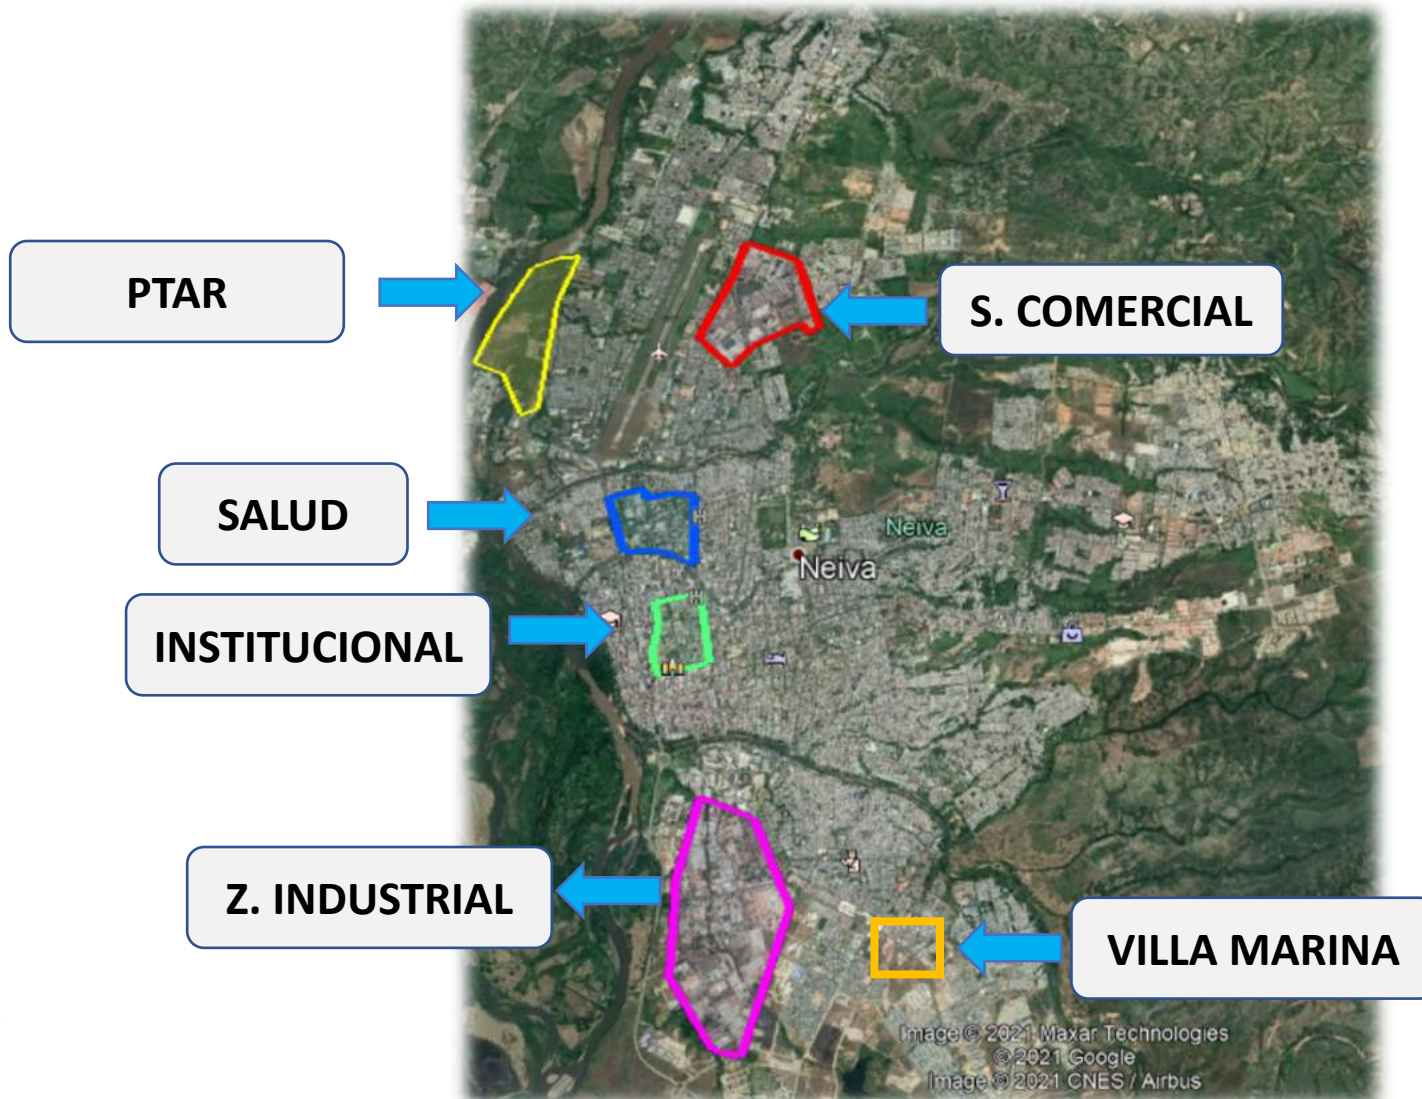 PTAR
S. COMERCIAL
SALUD
Neiva
Neiva
INSTITUCIONAL
Z. INDUSTRIAL
VILLA MARINA
Image © 2021 Maxar Technologies
© 2021 Google
Image © 2021 CNES / Airbus